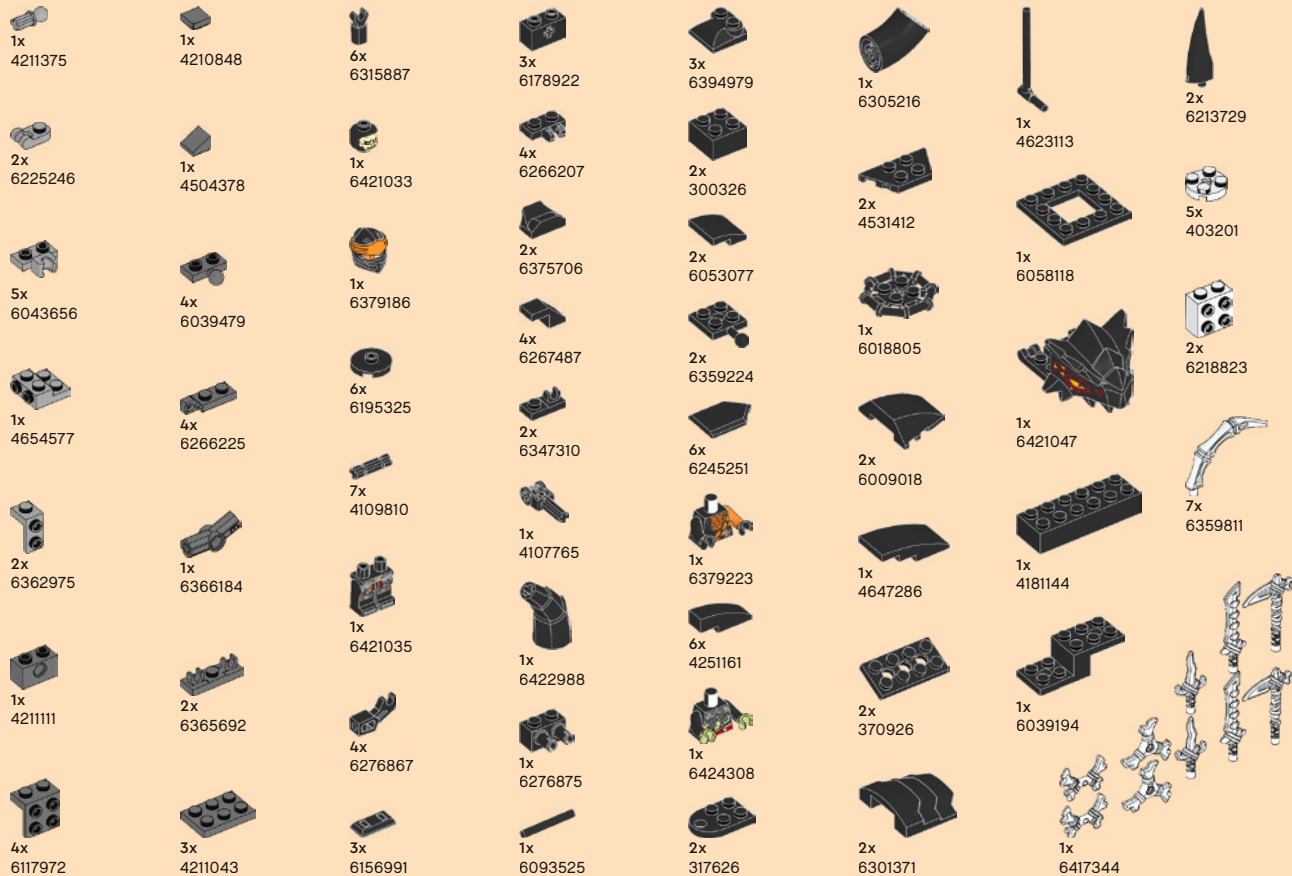 1x
4211375
2x
6225246
5x
6043656
1x
4654577
2x
6362975
1x
4211111
4x
6117972
1x
4210848
1x
4504378
4x
6039479
4x
6266225
1x
6366184
2x
6365692
3x
4211043
6x
6315887
1x
6421033
1x
6379186
6x
6195325
7x
4109810
1x
6421035
4x
6276867
3x
6156991
3x
6178922
4x
6266207
2x
6375706
4x
6267487
2x
6347310
1x
4107765
1x
6422988
1x
6276875
1x
6093525
3x
6394979
2x
300326
2x
6053077
2x
6359224
6x
6245251
1x
6379223
6x
4251161
1x
6424308
2x
317626
1x
6305216
2x
4531412
1x
6018805
2x
6009018
1x
4647286
2x
370926
2x
6301371
1x
4623113
1x
6058118
1x
6421047
1x
4181144
1x
6039194
1x
6417344
2x
6213729
5x
403201
2x
6218823
7x
6359811